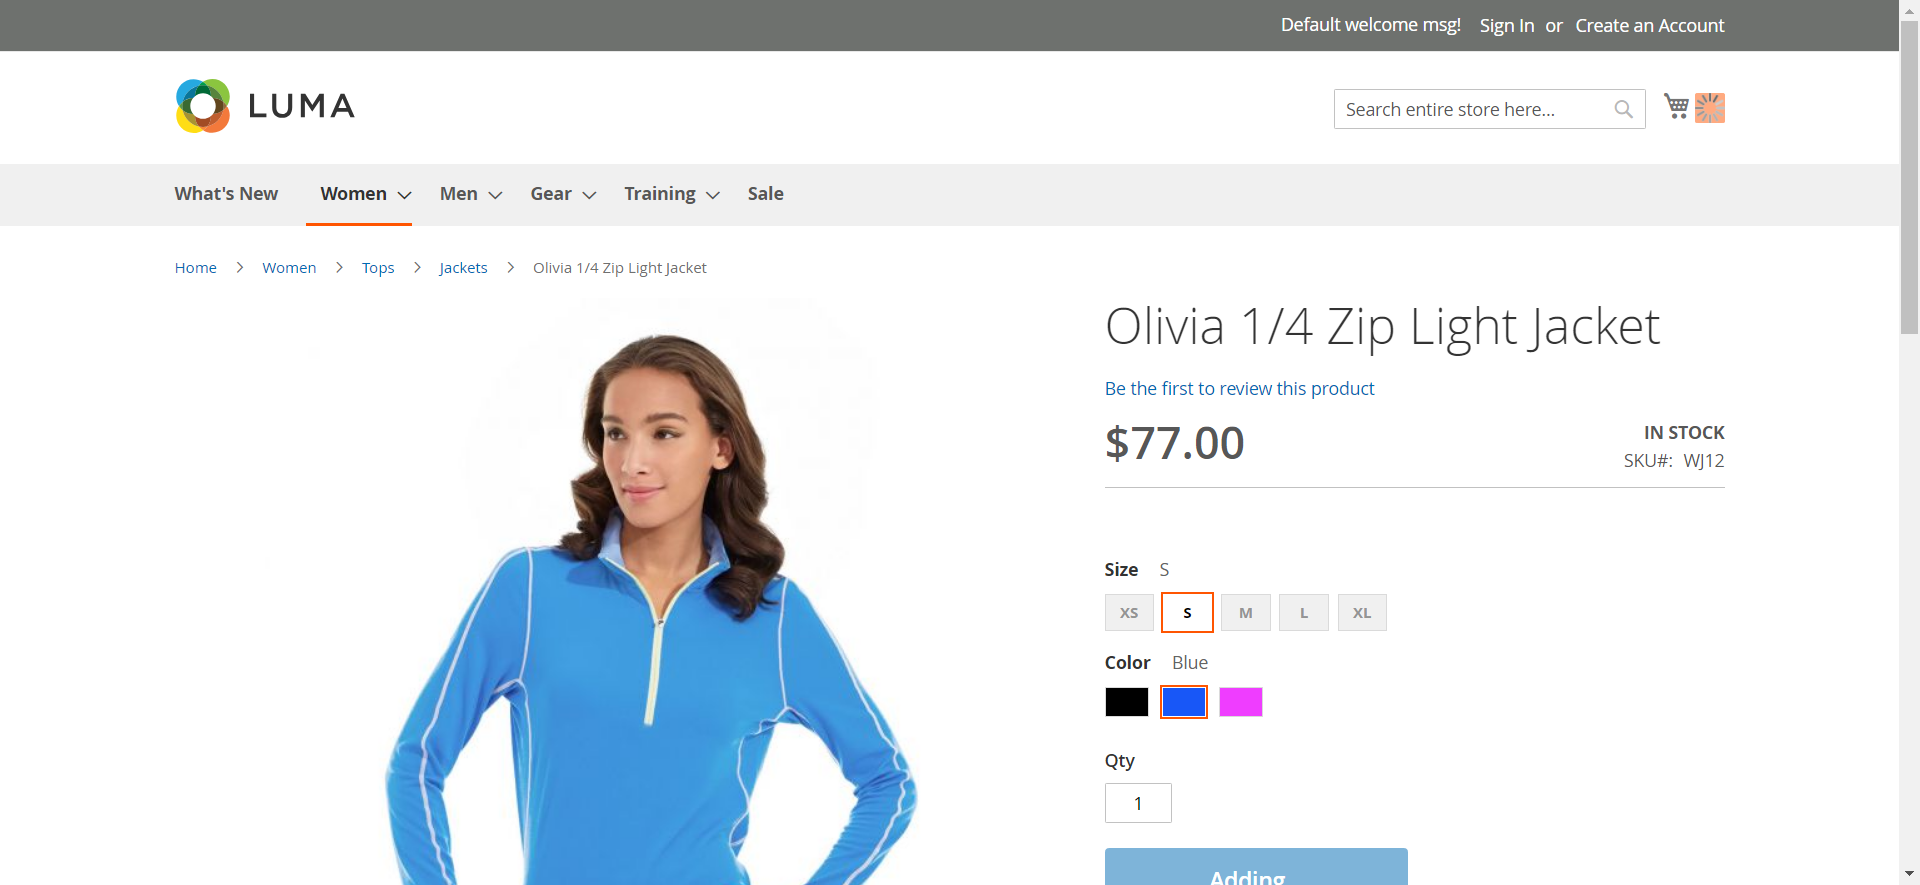 Default welcome msg! Sign In or Create an Account
LUMA
Search entire store here...
What's New Women Men Gear Training Sale
Home Women Tops Jackets Olivia 1/4 Zip Light Jacket
Olivia 1/4 Zip Light Jacket
Be the first to review this product
$77.00
IN STOCK
SKU#: WJ12
Size S
XS S M L XL
Color Blue
Qty
1
Adding...